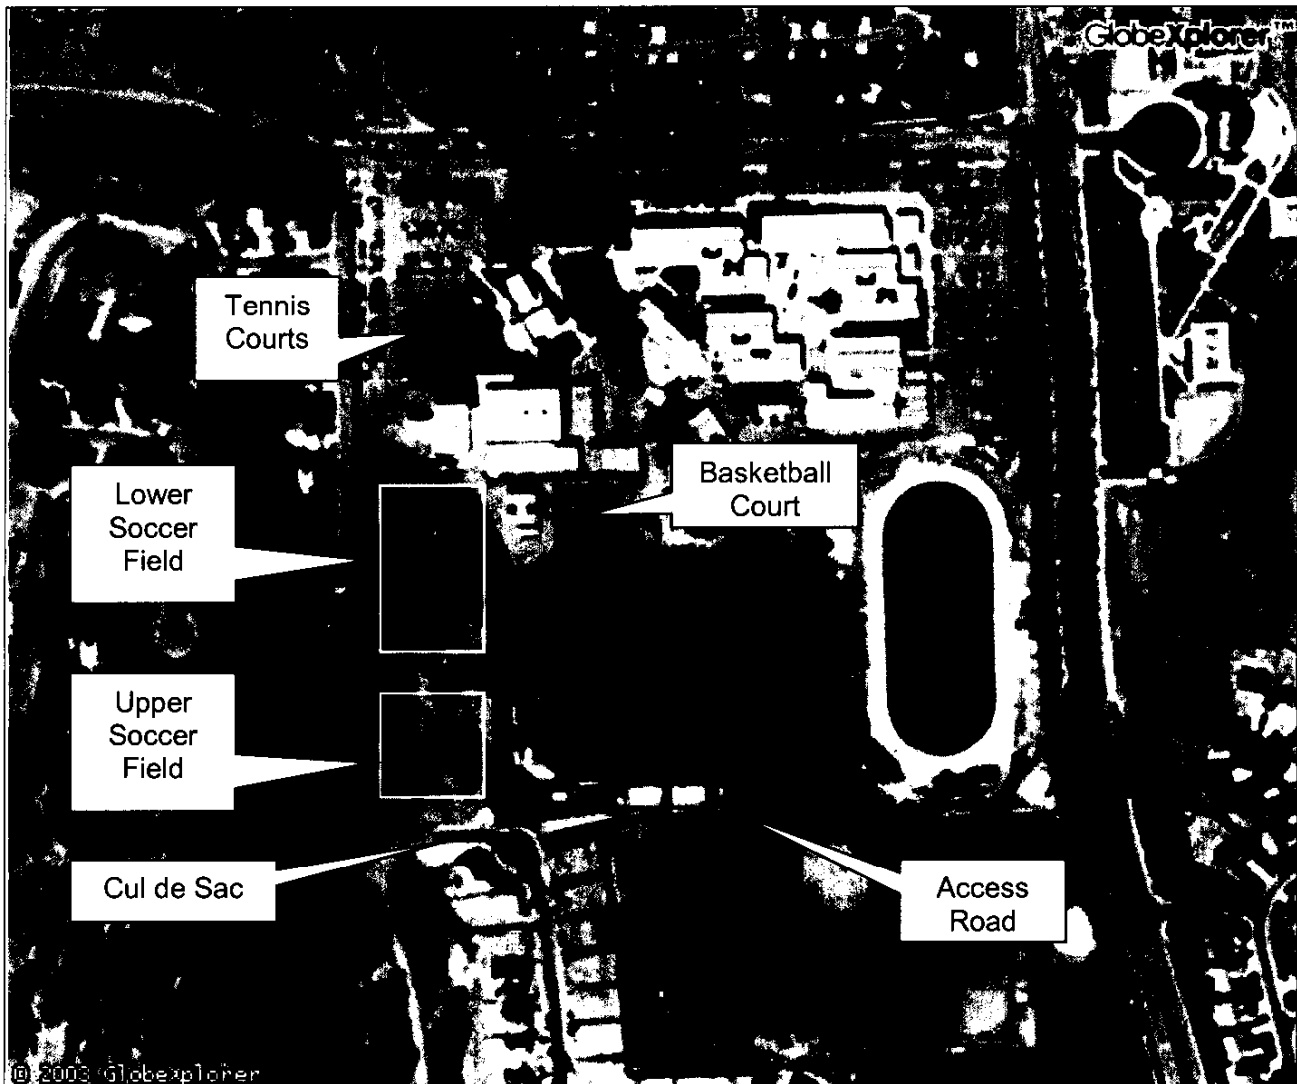 GlobeXplorer™
Tennis
Courts
Lower
Soccer
Field
Basketball
Court
Upper
Soccer
Field
Cul de Sac
Access
Road
© 2003 GlobeXplorer